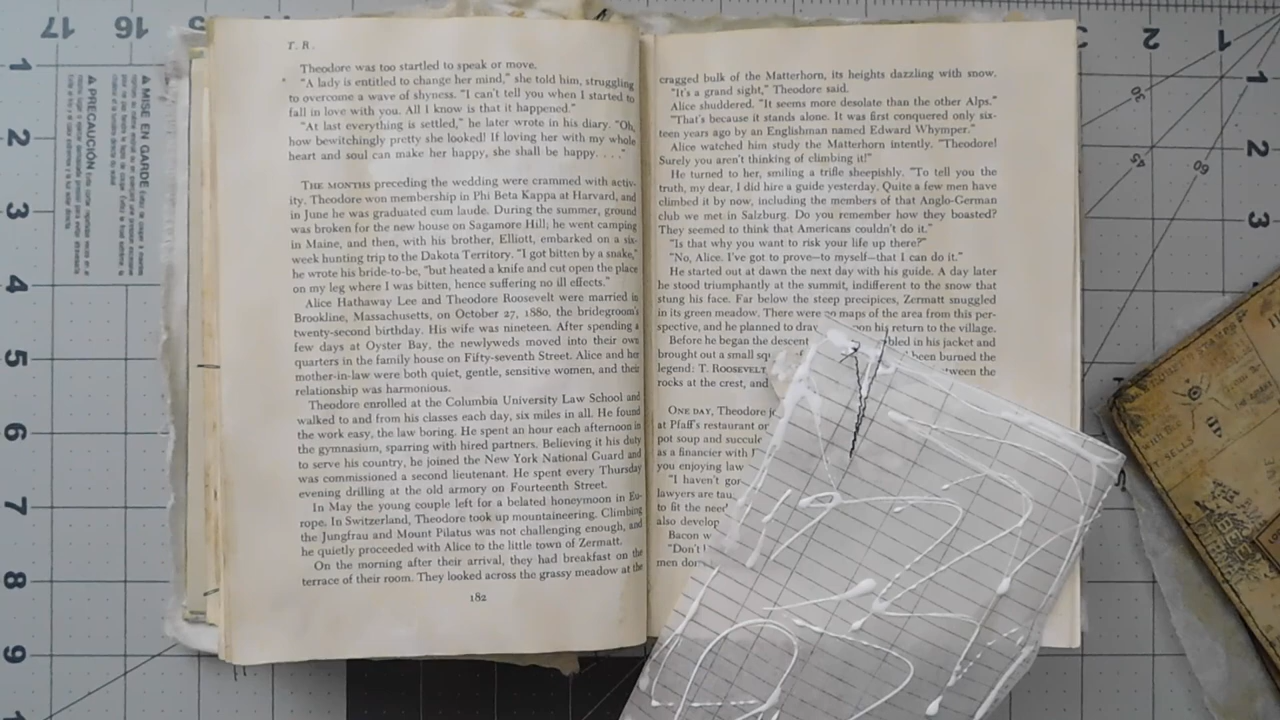 T. R.
Theodore was too startled to speak or move.
"A lady is entitled to change her mind," she told him, struggling
to overcome a wave of shyness. "I can't tell you when I started to
fall in love with you. All I know is that it happened."
"At last everything is settled," he later wrote in his diary. "Oh,
how bewitchingly pretty she looked! If loving her with my whole
heart and soul can make her happy, she shall be happy. . . ."
THE MONTHS preceding the wedding were crammed with activ-
ity. Theodore won membership in Phi Beta Kappa at Harvard, and
in June he was graduated cum laude. During the summer, ground
was broken for the new house on Sagamore Hill; he went camping
in Maine, and then, with his brother, Elliott, embarked on a six-
week hunting trip to the Dakota Territory. "I got bitten by a snake,"
he wrote his bride-to-be, "but heated a knife and cut open the place
on my leg where I was bitten, hence suffering no ill effects."
Alice Hathaway Lee and Theodore Roosevelt were married in
Brookline, Massachusetts, on October 27, 1880, the bridegroom's
twenty-second birthday. His wife was nineteen. After spending a
few days at Oyster Bay, the newlyweds moved into their own
quarters in the family house on Fifty-seventh Street. Alice and her
mother-in-law were both quiet, gentle, sensitive women, and their
relationship was harmonious.
Theodore enrolled at the Columbia University Law School and
walked to and from his classes each day, six miles in all. He found
the work easy, the law boring. He spent an hour each afternoon in
the gymnasium, sparring with hired partners. Believing it his duty
to serve his country, he joined the New York National Guard and
was commissioned a second lieutenant. He spent every Thursday
evening drilling at the old armory on Fourteenth Street.
In May the young couple left for a belated honeymoon in Eu-
rope. In Switzerland, Theodore took up mountaineering. Climbing
the Jungfrau and Mount Pilatus was not challenging enough, and
he quietly proceeded with Alice to the little town of Zermatt.
On the morning after their arrival, they had breakfast on the
terrace of their room. They looked across the grassy meadow at the
182
cragged bulk of the Matterhorn, its heights dazzling with snow.
"It's a grand sight," Theodore said.
Alice shuddered. "It seems more desolate than the other Alps."
"That's because it stands alone. It was first conquered only six-
teen years ago by an Englishman named Edward Whymper."
Alice watched him study the Matterhorn intently. "Theodore!
Surely you aren't thinking of climbing it!"
He turned to her, smiling a trifle sheepishly. "To tell you the
truth, my dear, I did hire a guide yesterday. Quite a few men have
climbed it by now, including the members of that Anglo-German
club we met in Salzburg. Do you remember how they boasted?
They seemed to think that Americans couldn't do it."
"Is that why you want to risk your life up there?"
"No, Alice. I've got to prove—to myself—that I can do it."
He started out at dawn the next day with his guide. A day later
he stood triumphantly at the summit, indifferent to the snow that
stung his face. Far below the steep precipices, Zermatt snuggled
in its green meadow. There were no maps of the area from this per-
spective, and he planned to draw on his return to the village.
Before he began the descent in his jacket and
brought out a small been burned the
legend: T. ROOSEVELT the
rocks at the crest, and
ONE DAY, Theodore
at Pfaff's restaurant
pot soup and
as a financier with
you enjoying law
"I haven't
lawyers are
to fit the
also
Bacon
"Don't
men
17 16 15
1
2
3
4
5
6
7
8
9
MISE EN GARDE
PRECAUCIÓN
2 1
1
2
3
30
45
60